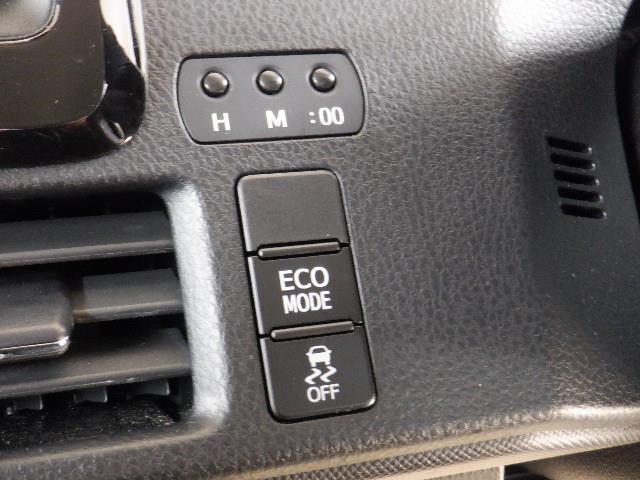 H M :00
ECO
MODE
OFF